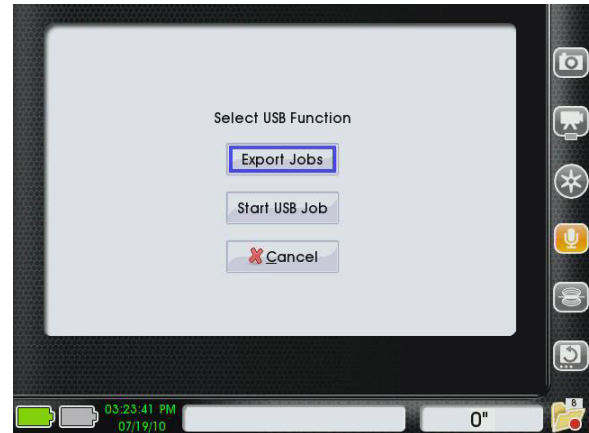 Select USB Function
Export Jobs
Start USB Job
Cancel
03:23:41 PM
07/19/10
0"
8